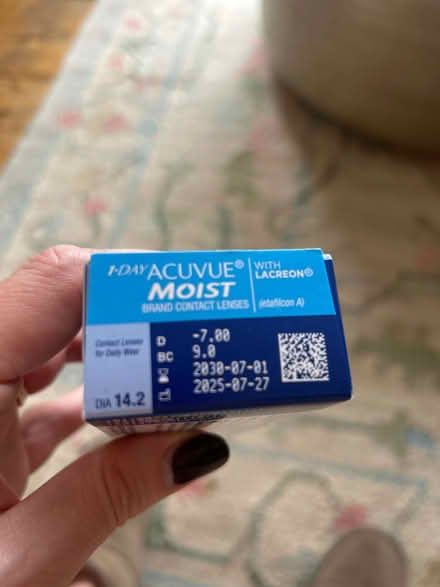 1-DAY ACUVUE®
MOIST
BRAND CONTACT LENSES
WITH
LACREON®
(etafilcon A)
Contact Lenses
for Daily Wear
DIA 14.2
D -7.00
BC 9.0
2030-07-01
2025-07-27